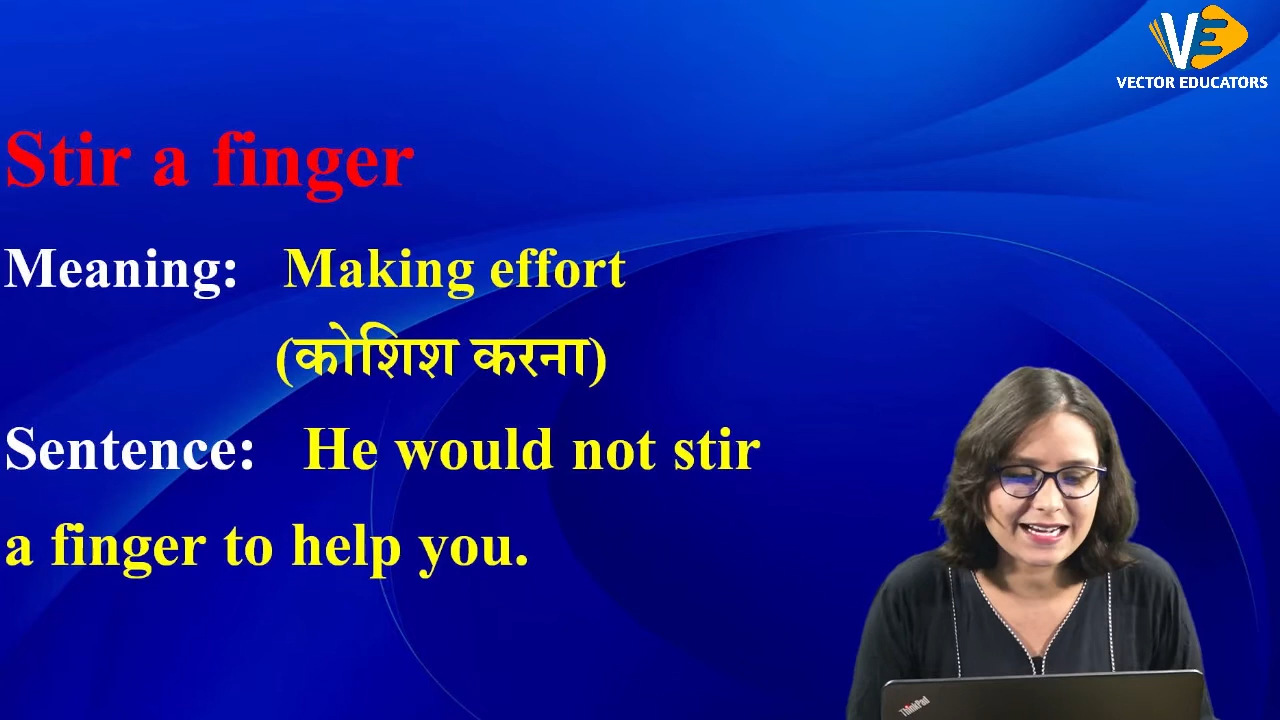 VECTOR EDUCATORS
Stir a finger
Meaning: Making effort
(कोशिश करना)
Sentence: He would not stir
a finger to help you.
ThinkPad